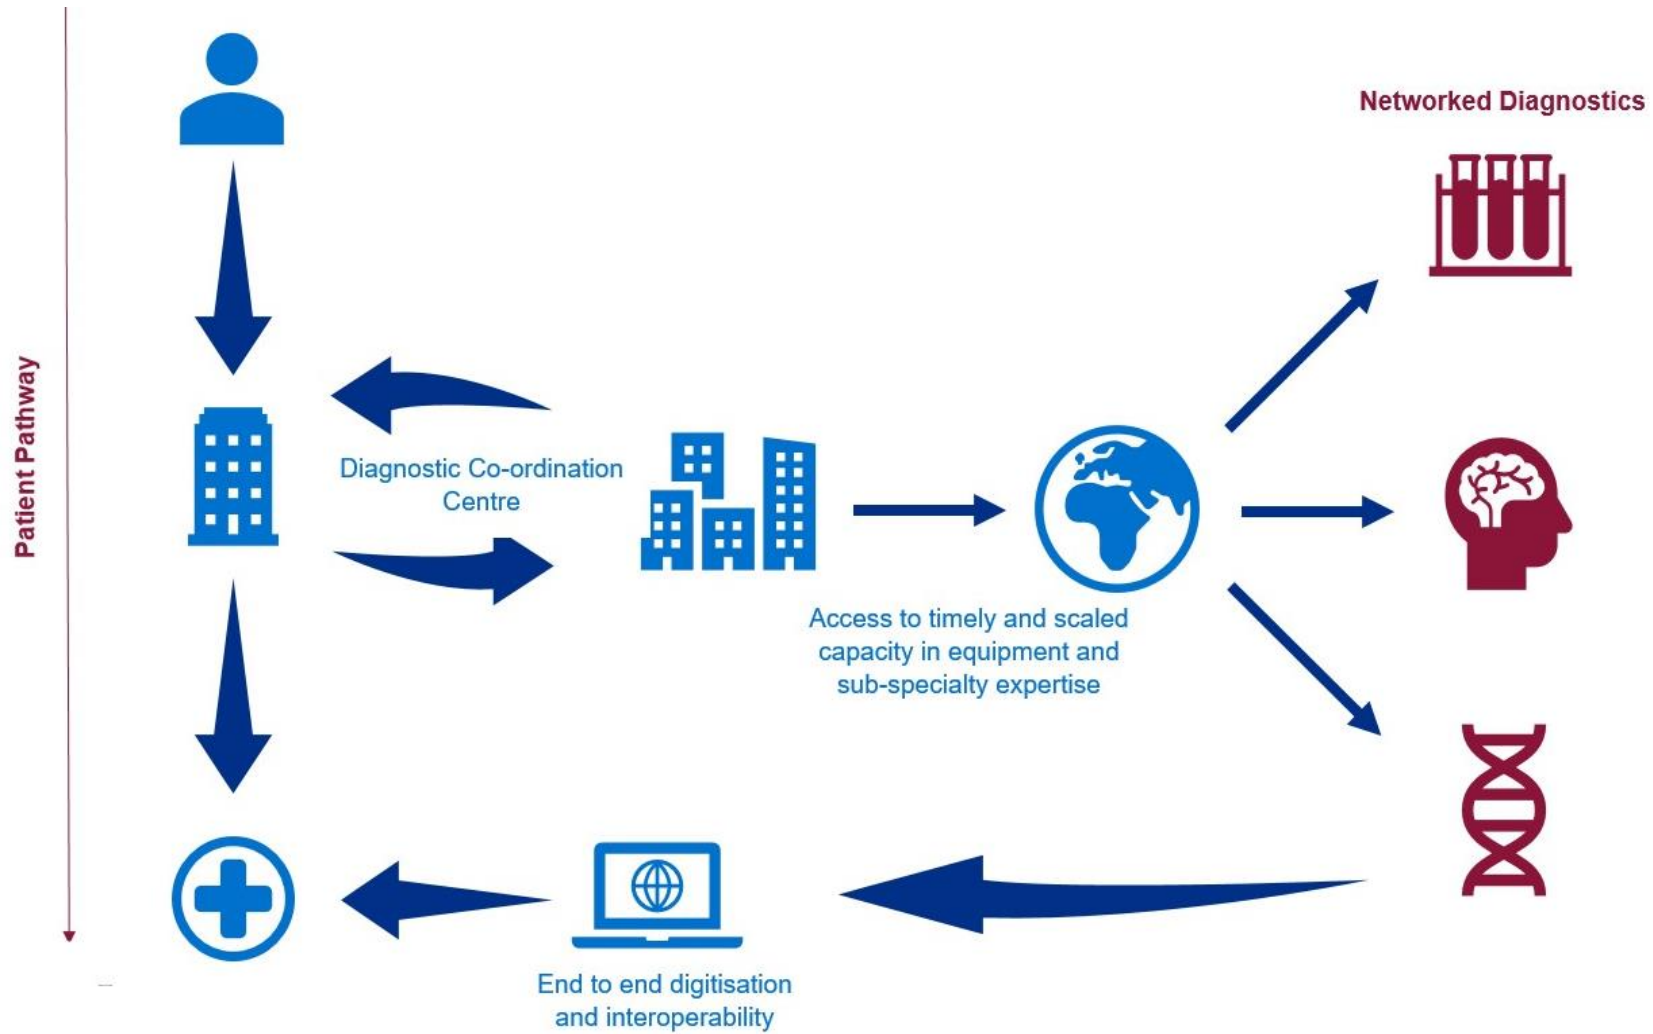 Networked Diagnostics
Patient Pathway
Diagnostic Co-ordination
Centre
Access to timely and scaled
capacity in equipment and
sub-specialty expertise
End to end digitisation
and interoperability